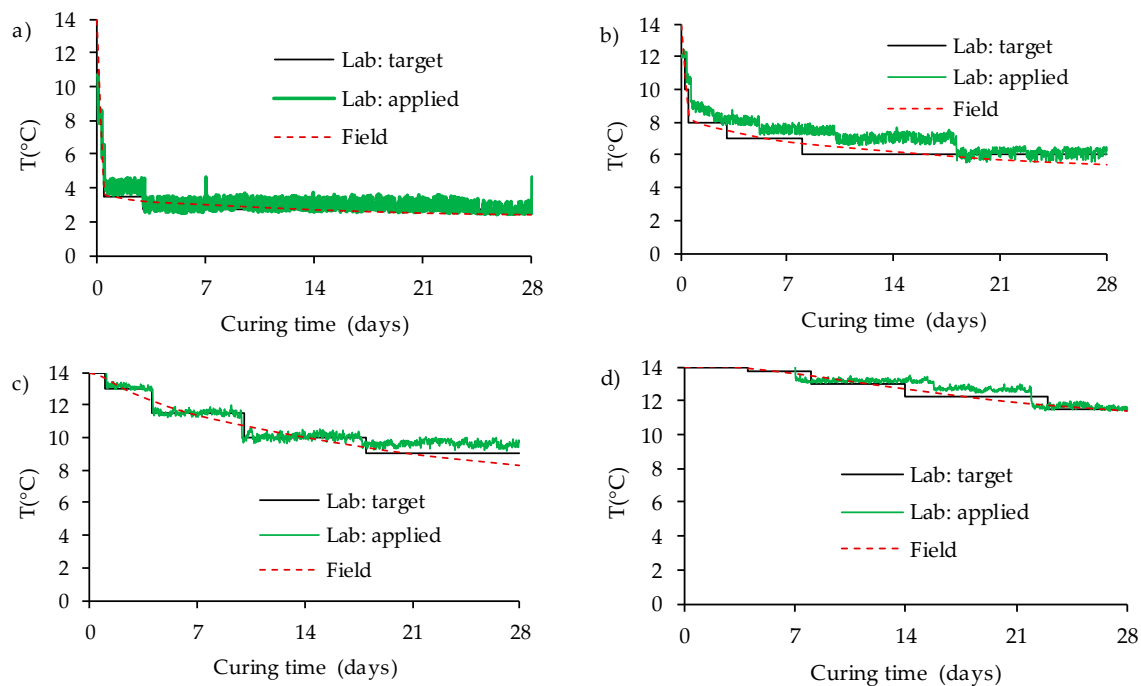 a)
T(°C)
14
12
10
8
6
4
2
0
Lab: target
Lab: applied
Field
0 7 14 21 28
Curing time (days)
b)
T(°C)
14
12
10
8
6
4
2
0
Lab: target
Lab: applied
Field
0 7 14 21 28
Curing time (days)
c)
T(°C)
14
12
10
8
6
4
2
0
Lab: target
Lab: applied
Field
0 7 14 21 28
Curing time (days)
d)
T(°C)
14
12
10
8
6
4
2
0
Lab: target
Lab: applied
Field
0 7 14 21 28
Curing time (days)